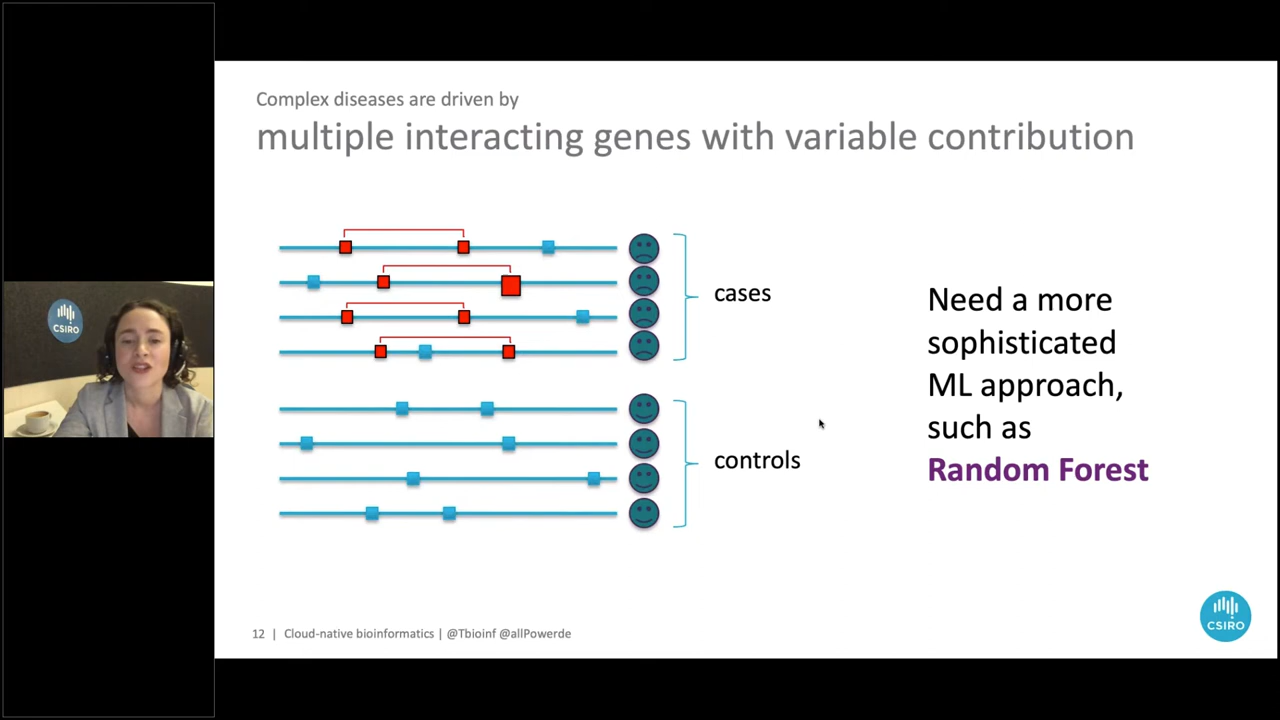 Complex diseases are driven by
multiple interacting genes with variable contribution
cases
controls
Need a more
sophisticated
ML approach,
such as
Random Forest
CSIRO
12 | Cloud-native bioinformatics | @Tbioinf @allPowerde
CSIRO